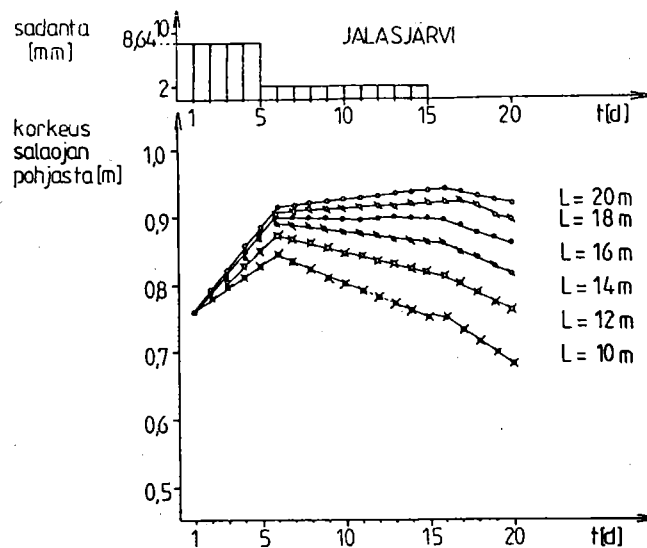 sadanta
[mm]
JALASJÄRVI
10
8,64
2
1 5 10 15 20 t[d]
korkeus
salaojan
pohjasta [m]
1,0
0,9
0,8
0,7
0,6
0,5
L = 20 m
L = 18 m
L = 16 m
L = 14 m
L = 12 m
L = 10 m
1 5 10 15 20 t[d]